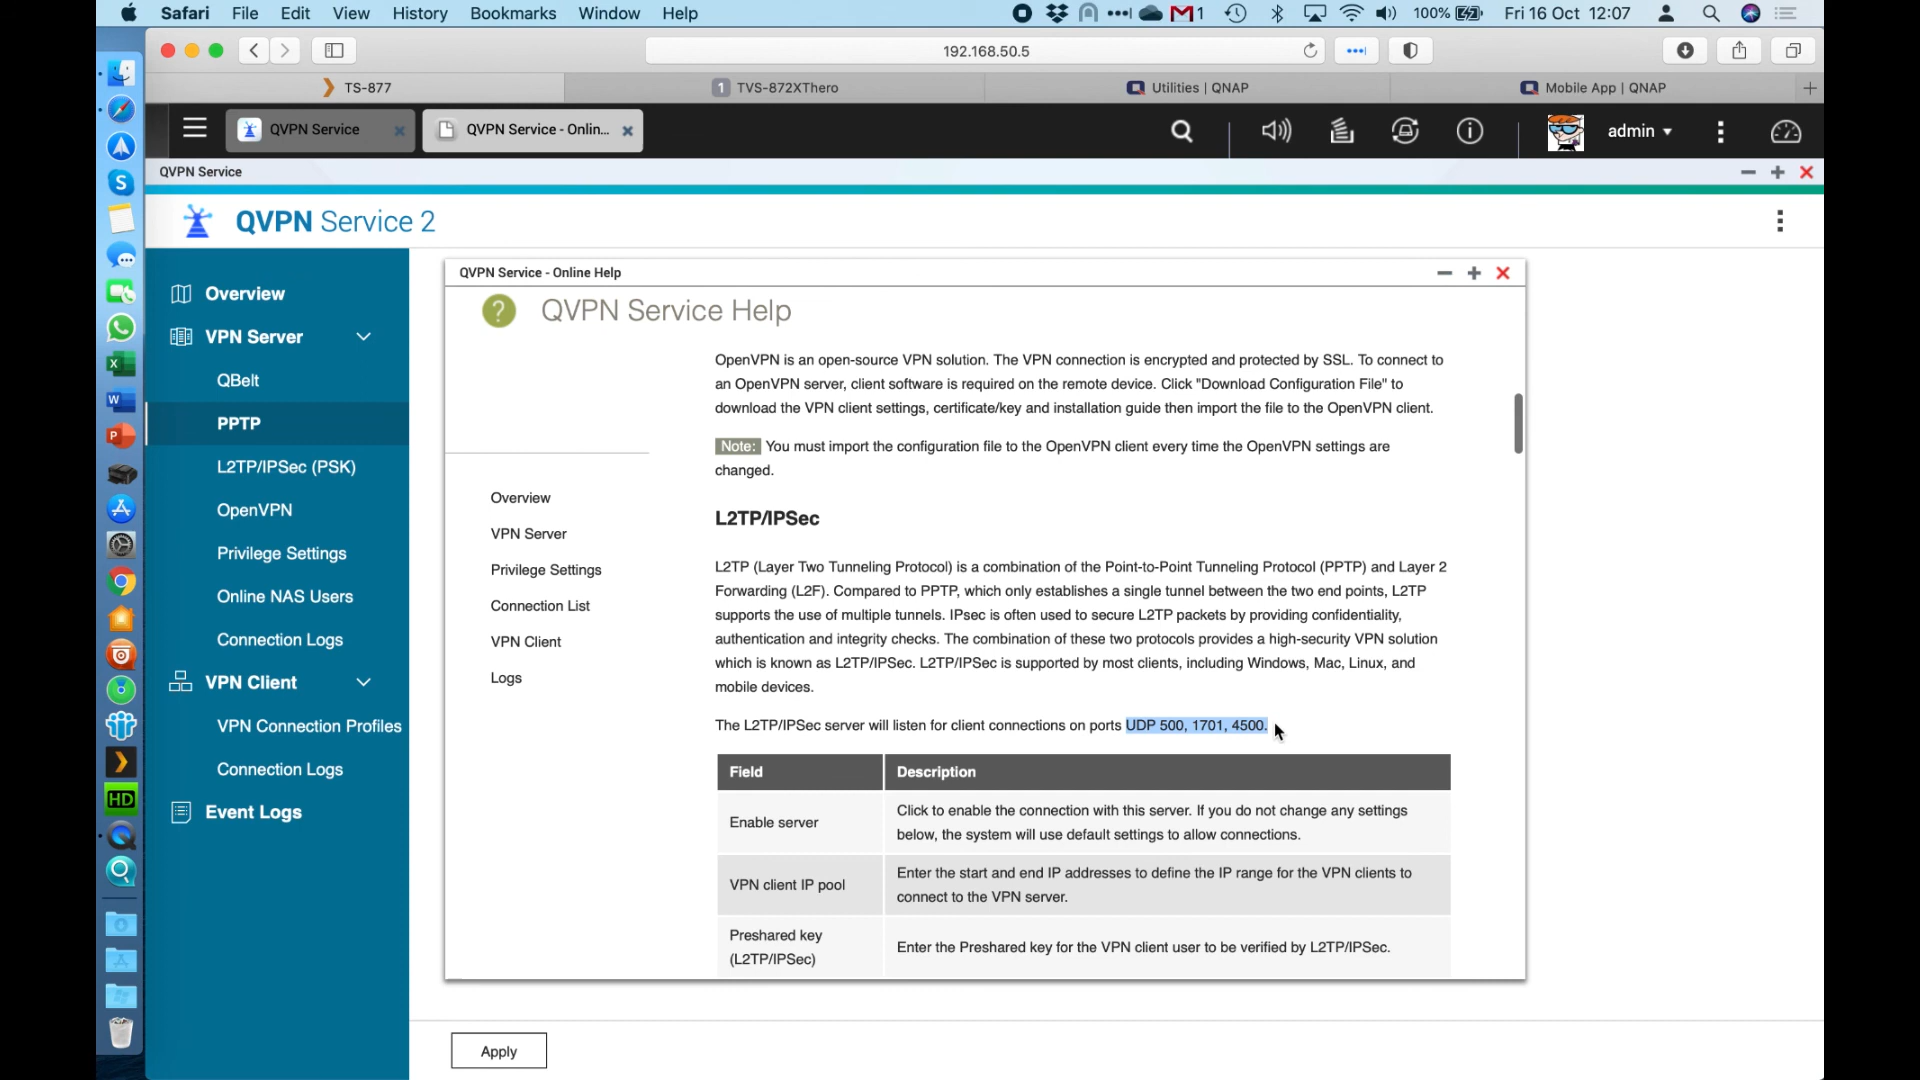 Safari File Edit View History Bookmarks Window Help 1 100% Fri 16 Oct 12:07
192.168.50.5
TS-877 1 TVS-872XThero Utilities | QNAP Mobile App | QNAP
QVPN Service QVPN Service - Onlin... admin
QVPN Service
QVPN Service 2
Overview
VPN Server
QBelt
PPTP
L2TP/IPSec (PSK)
OpenVPN
Privilege Settings
Online NAS Users
Connection Logs
VPN Client
VPN Connection Profiles
Connection Logs
Event Logs
QVPN Service - Online Help
? QVPN Service Help
Overview
VPN Server
Privilege Settings
Connection List
VPN Client
Logs
OpenVPN is an open-source VPN solution. The VPN connection is encrypted and protected by SSL. To connect to
an OpenVPN server, client software is required on the remote device. Click "Download Configuration File" to
download the VPN client settings, certificate/key and installation guide then import the file to the OpenVPN client.
Note: You must import the configuration file to the OpenVPN client every time the OpenVPN settings are
changed.
L2TP/IPSec
L2TP (Layer Two Tunneling Protocol) is a combination of the Point-to-Point Tunneling Protocol (PPTP) and Layer 2
Forwarding (L2F). Compared to PPTP, which only establishes a single tunnel between the two end points, L2TP
supports the use of multiple tunnels. IPsec is often used to secure L2TP packets by providing confidentiality,
authentication and integrity checks. The combination of these two protocols provides a high-security VPN solution
which is known as L2TP/IPSec. L2TP/IPSec is supported by most clients, including Windows, Mac, Linux, and
mobile devices.
The L2TP/IPSec server will listen for client connections on ports UDP 500, 1701, 4500.
Field Description
Enable server
Click to enable the connection with this server. If you do not change any settings
below, the system will use default settings to allow connections.
VPN client IP pool
Enter the start and end IP addresses to define the IP range for the VPN clients to
connect to the VPN server.
Preshared key
(L2TP/IPSec)
Enter the Preshared key for the VPN client user to be verified by L2TP/IPSec.
Apply
S
X
W
P
HD